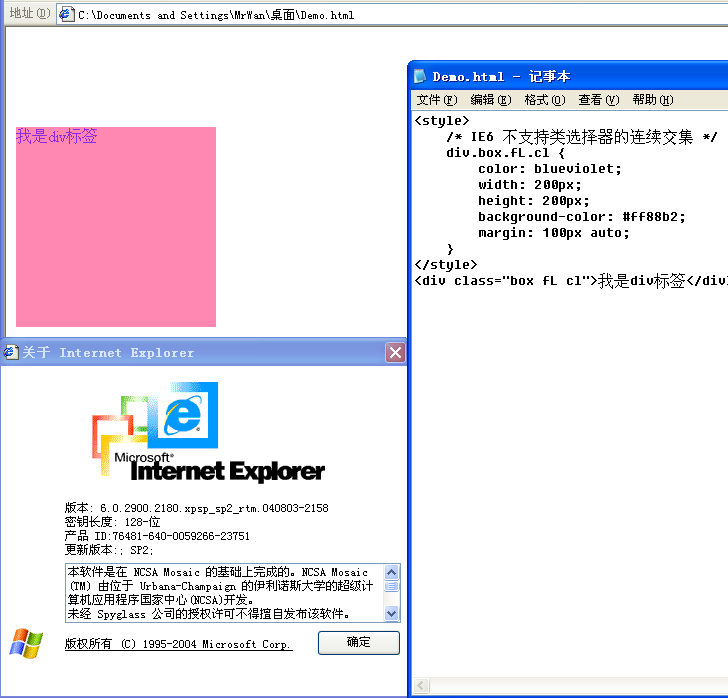 地址(D) C:\Documents and Settings\MrWan\桌面\Demo.html
我是div标签
Demo.html - 记事本
文件(F) 编辑(E) 格式(O) 查看(V) 帮助(H)
<style>
/* IE6 不支持类选择器的连续交集 */
div.box.fL.cl {
color: blueviolet;
width: 200px;
height: 200px;
background-color: #ff88b2;
margin: 100px auto;
}
</style>
<div class="box fL cl">我是div标签</div
关于 Internet Explorer
Microsoft®
Internet Explorer
版本: 6.0.2900.2180.xpsp_sp2_rtm.040803-2158
密钥长度: 128-位
产品 ID:76481-640-0059266-23751
更新版本:; SP2;
本软件是在 NCSA Mosaic 的基础上完成的。NCSA Mosaic
(TM) 由位于 Urbana-Champaign 的伊利诺斯大学的超级计
算机应用程序国家中心(NCSA)开发。
未经 Spyglass 公司的授权许可不得擅自发布该软件。
版权所有 (C) 1995-2004 Microsoft Corp.
确定